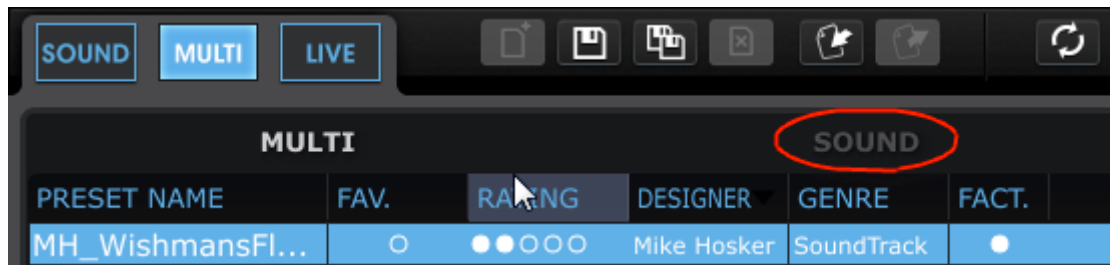 SOUND MULTI LIVE
MULTI SOUND
PRESET NAME FAV. RATING DESIGNER GENRE FACT.
MH_WishmansFl... Mike Hosker SoundTrack